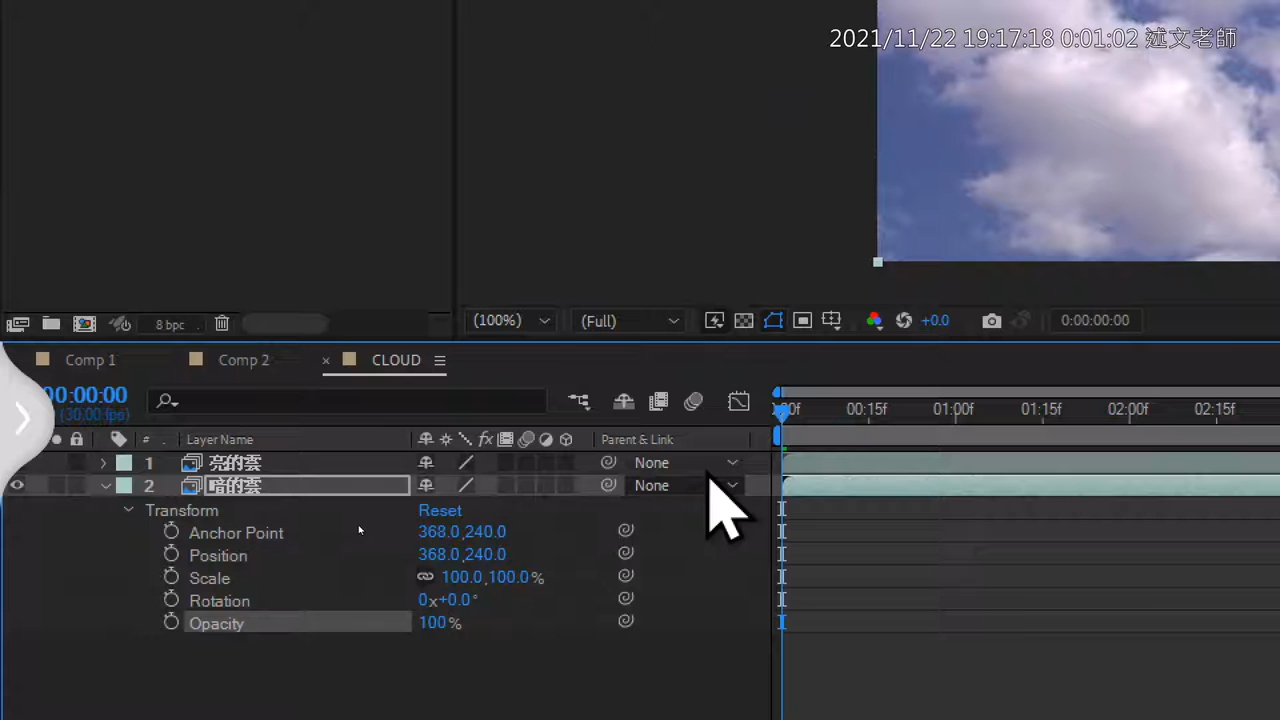 2021/11/22 19:17:18 0:01:02 述文老師
8 bpc
(100%) (Full) +0.0 0:00:00:00
Comp 1 Comp 2 × CLOUD
00:00:00
(30.00 fps)
:00f 00:15f 01:00f 01:15f 02:00f 02:15f
# Layer Name fx Parent & Link
1 亮的雲 None
2 暗的雲 None
Transform Reset
Anchor Point 368.0,240.0
Position 368.0,240.0
Scale 100.0,100.0%
Rotation 0x+0.0°
Opacity 100%